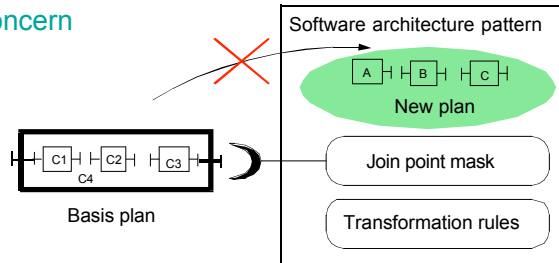 oncern
Software architecture pattern
A B C
New plan
C1 C2 C3
C4
Basis plan
Join point mask
Transformation rules